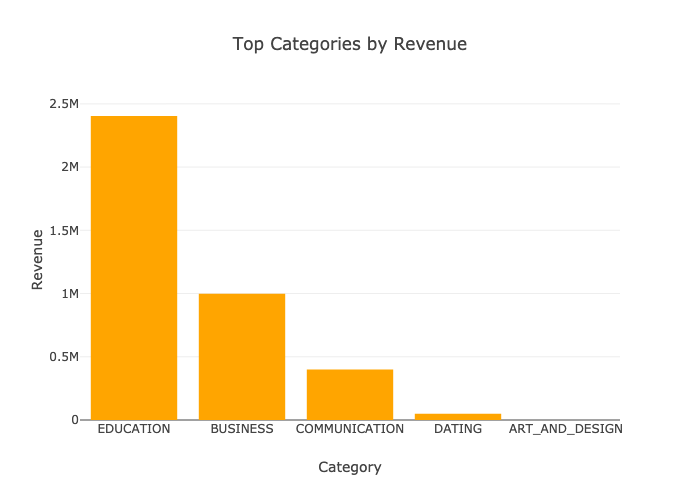 Top Categories by Revenue
2.5M
2M
1.5M
1M
0.5M
0
Revenue
EDUCATION
BUSINESS
COMMUNICATION
DATING
ART_AND_DESIGN
Category